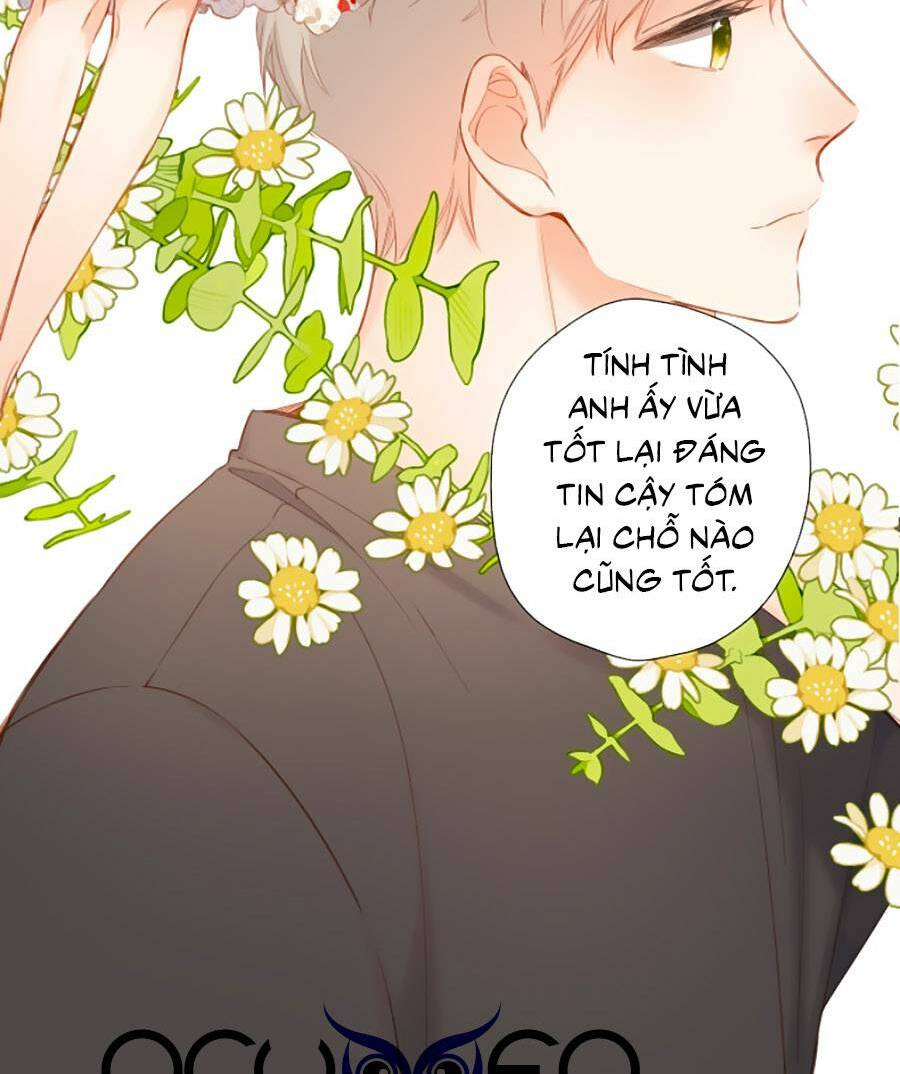 TÍNH TÌNH
ANH ẤY VỪA
TỐT LẠI ĐÁNG
TIN CẬY TÓM
LẠI CHỖ NÀO
CŨNG TỐT.